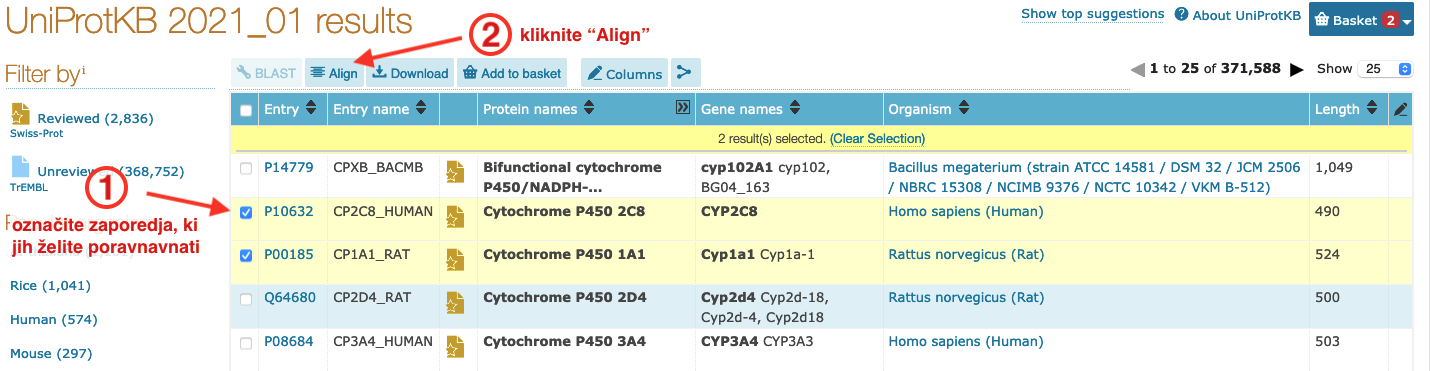 UniProtKB 2021_01 results
Show top suggestions
About UniProtKB
Basket 2
2 kliknite “Align”
Filter by i
BLAST Align Download Add to basket Columns
1 to 25 of 371,588 Show 25
Entry Entry name Protein names Gene names Organism Length
2 result(s) selected. (Clear Selection)
Reviewed (2,836)
Swiss-Prot
Unreviewed (368,752)
TrEMBL
1
označite zaporedja, ki
jih želite poravnavnati
Rice (1,041)
Human (574)
Mouse (297)
P14779 CPXB_BACMB Bifunctional cytochrome cyp102A1 cyp102, Bacillus megaterium (strain ATCC 14581 / DSM 32 / JCM 2506 1,049
P450/NADPH-... BG04_163 / NBRC 15308 / NCIMB 9376 / NCTC 10342 / VKM B-512)
P10632 CP2C8_HUMAN Cytochrome P450 2C8 CYP2C8 Homo sapiens (Human) 490
P00185 CP1A1_RAT Cytochrome P450 1A1 Cyp1a1 Cyp1a-1 Rattus norvegicus (Rat) 524
Q64680 CP2D4_RAT Cytochrome P450 2D4 Cyp2d4 Cyp2d-18, Rattus norvegicus (Rat) 500
Cyp2d-4, Cyp2d18
P08684 CP3A4_HUMAN Cytochrome P450 3A4 CYP3A4 CYP3A3 Homo sapiens (Human) 503